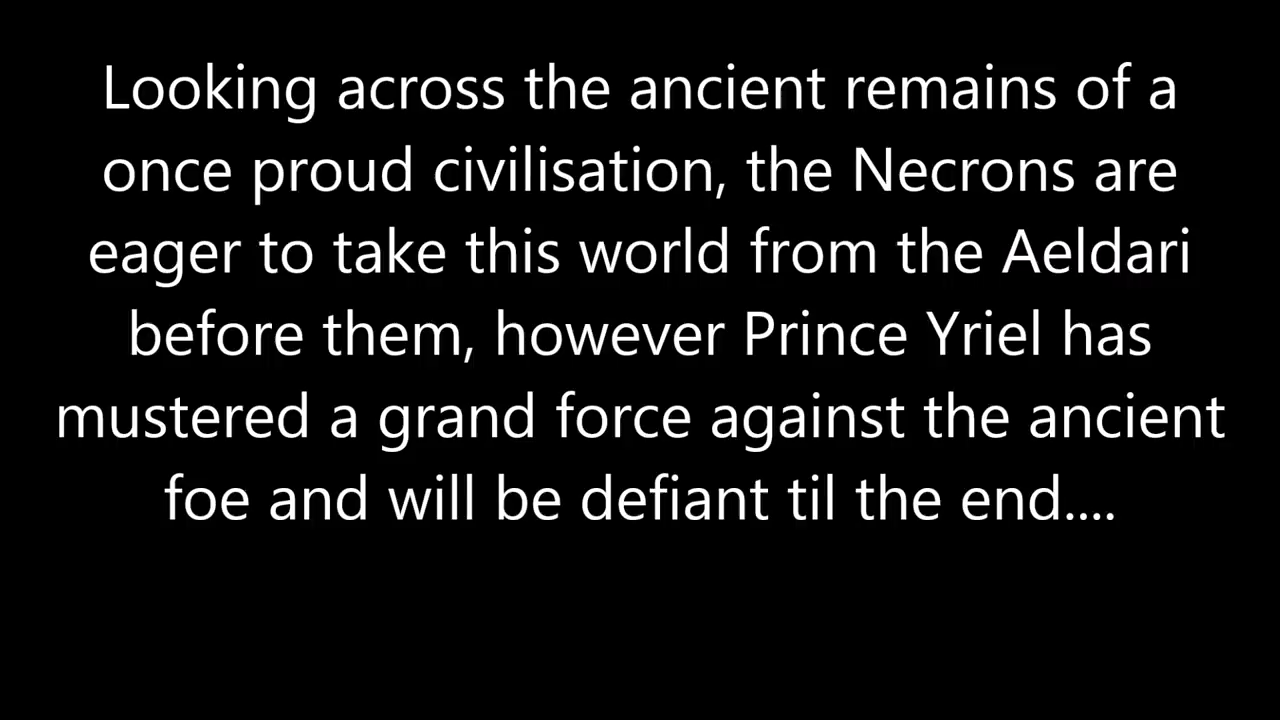 Looking across the ancient remains of a
once proud civilisation, the Necrons are
eager to take this world from the Aeldari
before them, however Prince Yriel has
mustered a grand force against the ancient
foe and will be defiant til the end....